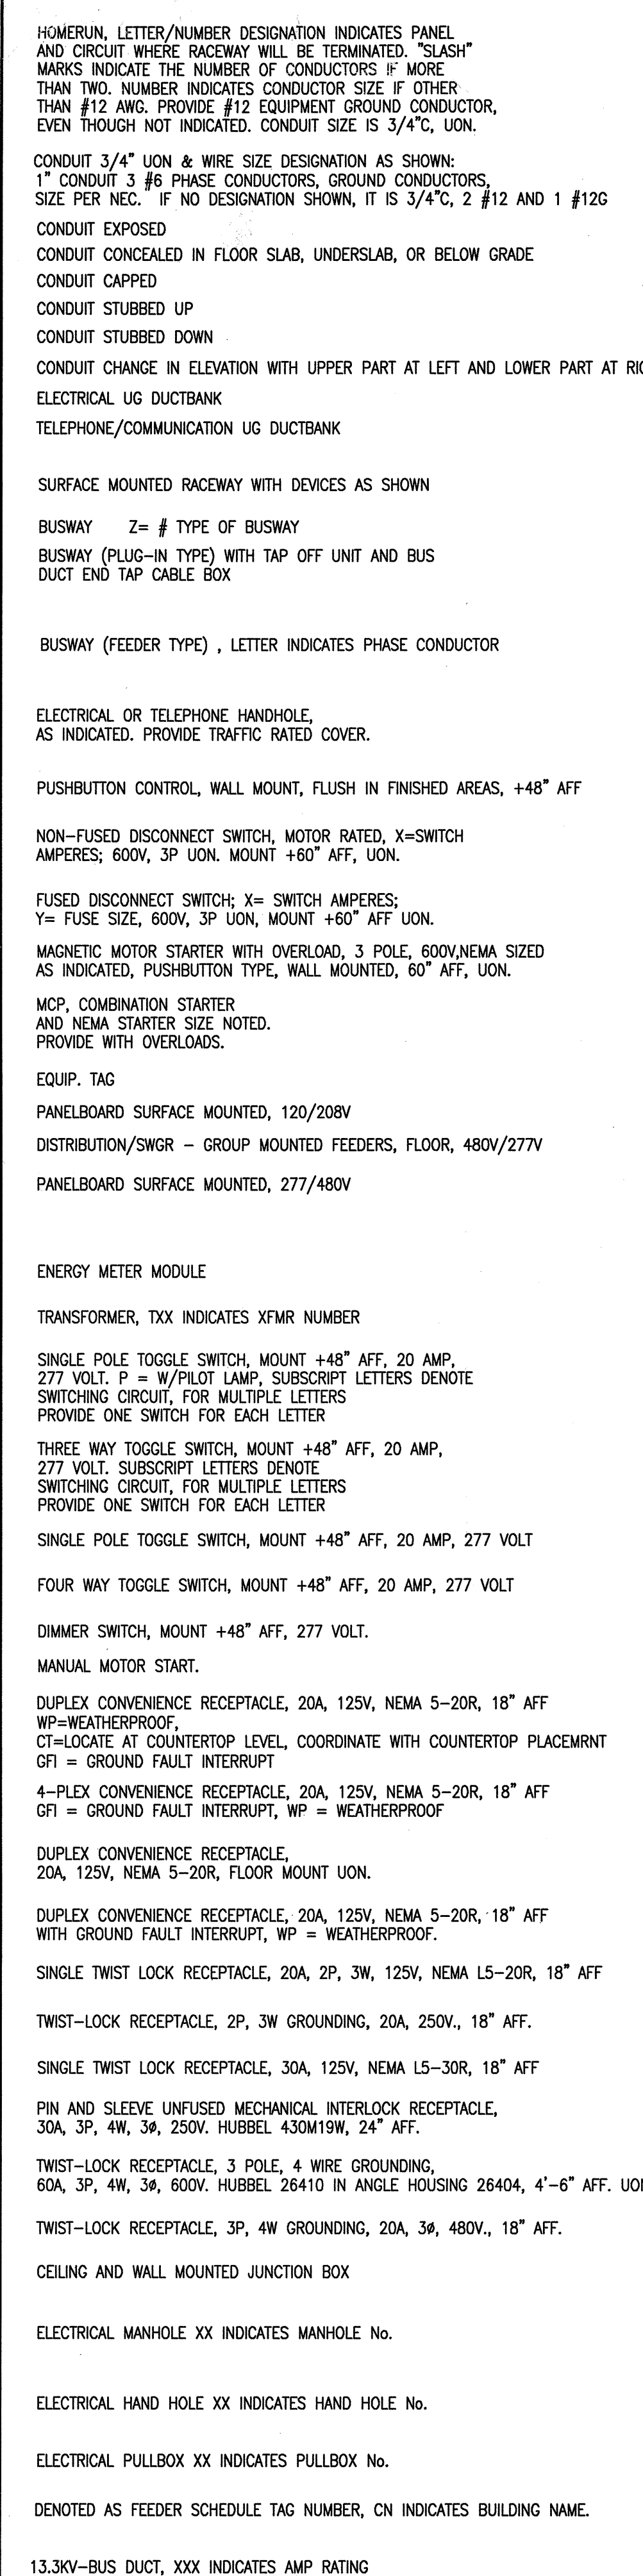 HOMERUN, LETTER/NUMBER DESIGNATION INDICATES PANEL
AND CIRCUIT WHERE RACEWAY WILL BE TERMINATED. "SLASH"
MARKS INDICATE THE NUMBER OF CONDUCTORS IF MORE
THAN TWO. NUMBER INDICATES CONDUCTOR SIZE IF OTHER
THAN #12 AWG. PROVIDE #12 EQUIPMENT GROUND CONDUCTOR,
EVEN THOUGH NOT INDICATED. CONDUIT SIZE IS 3/4"C, UON.
CONDUIT 3/4" UON & WIRE SIZE DESIGNATION AS SHOWN:
1" CONDUIT 3 #6 PHASE CONDUCTORS, GROUND CONDUCTORS,
SIZE PER NEC. IF NO DESIGNATION SHOWN, IT IS 3/4"C, 2 #12 AND 1 #12G
CONDUIT EXPOSED
CONDUIT CONCEALED IN FLOOR SLAB, UNDERSLAB, OR BELOW GRADE
CONDUIT CAPPED
CONDUIT STUBBED UP
CONDUIT STUBBED DOWN
CONDUIT CHANGE IN ELEVATION WITH UPPER PART AT LEFT AND LOWER PART AT
ELECTRICAL UG DUCTBANK
TELEPHONE/COMMUNICATION UG DUCTBANK
SURFACE MOUNTED RACEWAY WITH DEVICES AS SHOWN
BUSWAY Z= # TYPE OF BUSWAY
BUSWAY (PLUG-IN TYPE) WITH TAP OFF UNIT AND BUS
DUCT END TAP CABLE BOX
BUSWAY (FEEDER TYPE) , LETTER INDICATES PHASE CONDUCTOR
ELECTRICAL OR TELEPHONE HANDHOLE,
AS INDICATED. PROVIDE TRAFFIC RATED COVER.
PUSHBUTTON CONTROL, WALL MOUNT, FLUSH IN FINISHED AREAS, +48" AFF
NON-FUSED DISCONNECT SWITCH, MOTOR RATED, X=SWITCH
AMPERES; 600V, 3P UON. MOUNT +60" AFF, UON.
FUSED DISCONNECT SWITCH; X= SWITCH AMPERES;
Y= FUSE SIZE, 600V, 3P UON, MOUNT +60" AFF UON.
MAGNETIC MOTOR STARTER WITH OVERLOAD, 3 POLE, 600V,NEMA SIZED
AS INDICATED, PUSHBUTTON TYPE, WALL MOUNTED, 60" AFF, UON.
MCP, COMBINATION STARTER
AND NEMA STARTER SIZE NOTED.
PROVIDE WITH OVERLOADS.
EQUIP. TAG
PANELBOARD SURFACE MOUNTED, 120/208V
DISTRIBUTION/SWGR - GROUP MOUNTED FEEDERS, FLOOR, 480V/277V
PANELBOARD SURFACE MOUNTED, 277/480V
ENERGY METER MODULE
TRANSFORMER, TXX INDICATES XFMR NUMBER
SINGLE POLE TOGGLE SWITCH, MOUNT +48" AFF, 20 AMP,
277 VOLT. P = W/PILOT LAMP, SUBSCRIPT LETTERS DENOTE
SWITCHING CIRCUIT, FOR MULTIPLE LETTERS
PROVIDE ONE SWITCH FOR EACH LETTER
THREE WAY TOGGLE SWITCH, MOUNT +48" AFF, 20 AMP,
277 VOLT. SUBSCRIPT LETTERS DENOTE
SWITCHING CIRCUIT, FOR MULTIPLE LETTERS
PROVIDE ONE SWITCH FOR EACH LETTER
SINGLE POLE TOGGLE SWITCH, MOUNT +48" AFF, 20 AMP, 277 VOLT
FOUR WAY TOGGLE SWITCH, MOUNT +48" AFF, 20 AMP, 277 VOLT
DIMMER SWITCH, MOUNT +48" AFF, 277 VOLT.
MANUAL MOTOR START.
DUPLEX CONVENIENCE RECEPTACLE, 20A, 125V, NEMA 5-20R, 18" AFF
WP=WEATHERPROOF,
CT=LOCATE AT COUNTERTOP LEVEL, COORDINATE WITH COUNTERTOP PLACEMRNT
GFI = GROUND FAULT INTERRUPT
4-PLEX CONVENIENCE RECEPTACLE, 20A, 125V, NEMA 5-20R, 18" AFF
GFI = GROUND FAULT INTERRUPT, WP = WEATHERPROOF
DUPLEX CONVENIENCE RECEPTACLE,
20A, 125V, NEMA 5-20R, FLOOR MOUNT UON.
DUPLEX CONVENIENCE RECEPTACLE, 20A, 125V, NEMA 5-20R, 18" AFF
WITH GROUND FAULT INTERRUPT, WP = WEATHERPROOF.
SINGLE TWIST LOCK RECEPTACLE, 20A, 2P, 3W, 125V, NEMA L5-20R, 18" AFF
TWIST-LOCK RECEPTACLE, 2P, 3W GROUNDING, 20A, 250V., 18" AFF.
SINGLE TWIST LOCK RECEPTACLE, 30A, 125V, NEMA L5-30R, 18" AFF
PIN AND SLEEVE UNFUSED MECHANICAL INTERLOCK RECEPTACLE,
30A, 3P, 4W, 3ø, 250V. HUBBEL 430M19W, 24" AFF.
TWIST-LOCK RECEPTACLE, 3 POLE, 4 WIRE GROUNDING,
60A, 3P, 4W, 3ø, 600V. HUBBEL 26410 IN ANGLE HOUSING 26404, 4'-6" AFF.
TWIST-LOCK RECEPTACLE, 3P, 4W GROUNDING, 20A, 3ø, 480V., 18" AFF.
CEILING AND WALL MOUNTED JUNCTION BOX
ELECTRICAL MANHOLE XX INDICATES MANHOLE No.
ELECTRICAL HAND HOLE XX INDICATES HAND HOLE No.
ELECTRICAL PULLBOX XX INDICATES PULLBOX No.
DENOTED AS FEEDER SCHEDULE TAG NUMBER, CN INDICATES BUILDING NAME.
13.3KV-BUS DUCT, XXX INDICATES AMP RATING